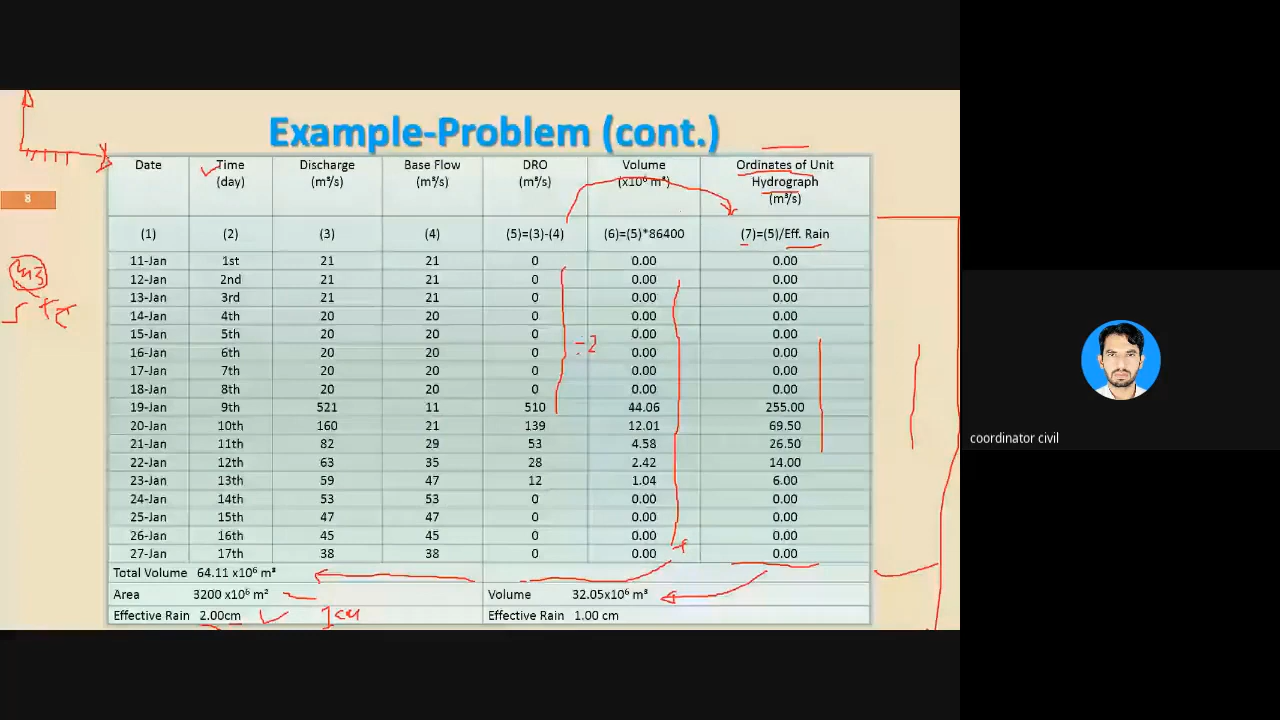 Example-Problem (cont.)
8
Date Time Discharge Base Flow DRO Volume Ordinates of Unit
(day) (m³/s) (m³/s) (m³/s) (x10⁶ m³) Hydrograph
(m³/s)
(1) (2) (3) (4) (5)=(3)-(4) (6)=(5)*86400 (7)=(5)/Eff. Rain
11-Jan 1st 21 21 0 0.00 0.00
12-Jan 2nd 21 21 0 0.00 0.00
13-Jan 3rd 21 21 0 0.00 0.00
14-Jan 4th 20 20 0 0.00 0.00
15-Jan 5th 20 20 0 0.00 0.00
÷2
16-Jan 6th 20 20 0 0.00 0.00
17-Jan 7th 20 20 0 0.00 0.00
18-Jan 8th 20 20 0 0.00 0.00
19-Jan 9th 521 11 510 44.06 255.00
20-Jan 10th 160 21 139 12.01 69.50
21-Jan 11th 82 29 53 4.58 26.50
22-Jan 12th 63 35 28 2.42 14.00
23-Jan 13th 59 47 12 1.04 6.00
24-Jan 14th 53 53 0 0.00 0.00
25-Jan 15th 47 47 0 0.00 0.00
26-Jan 16th 45 45 0 0.00 0.00
27-Jan 17th 38 38 0 0.00 0.00
Total Volume 64.11 x10⁶ m³
Area 3200 x10⁶ m² Volume 32.05x10⁶ m³
Effective Rain 2.00cm 1cm Effective Rain 1.00 cm
coordinator civil